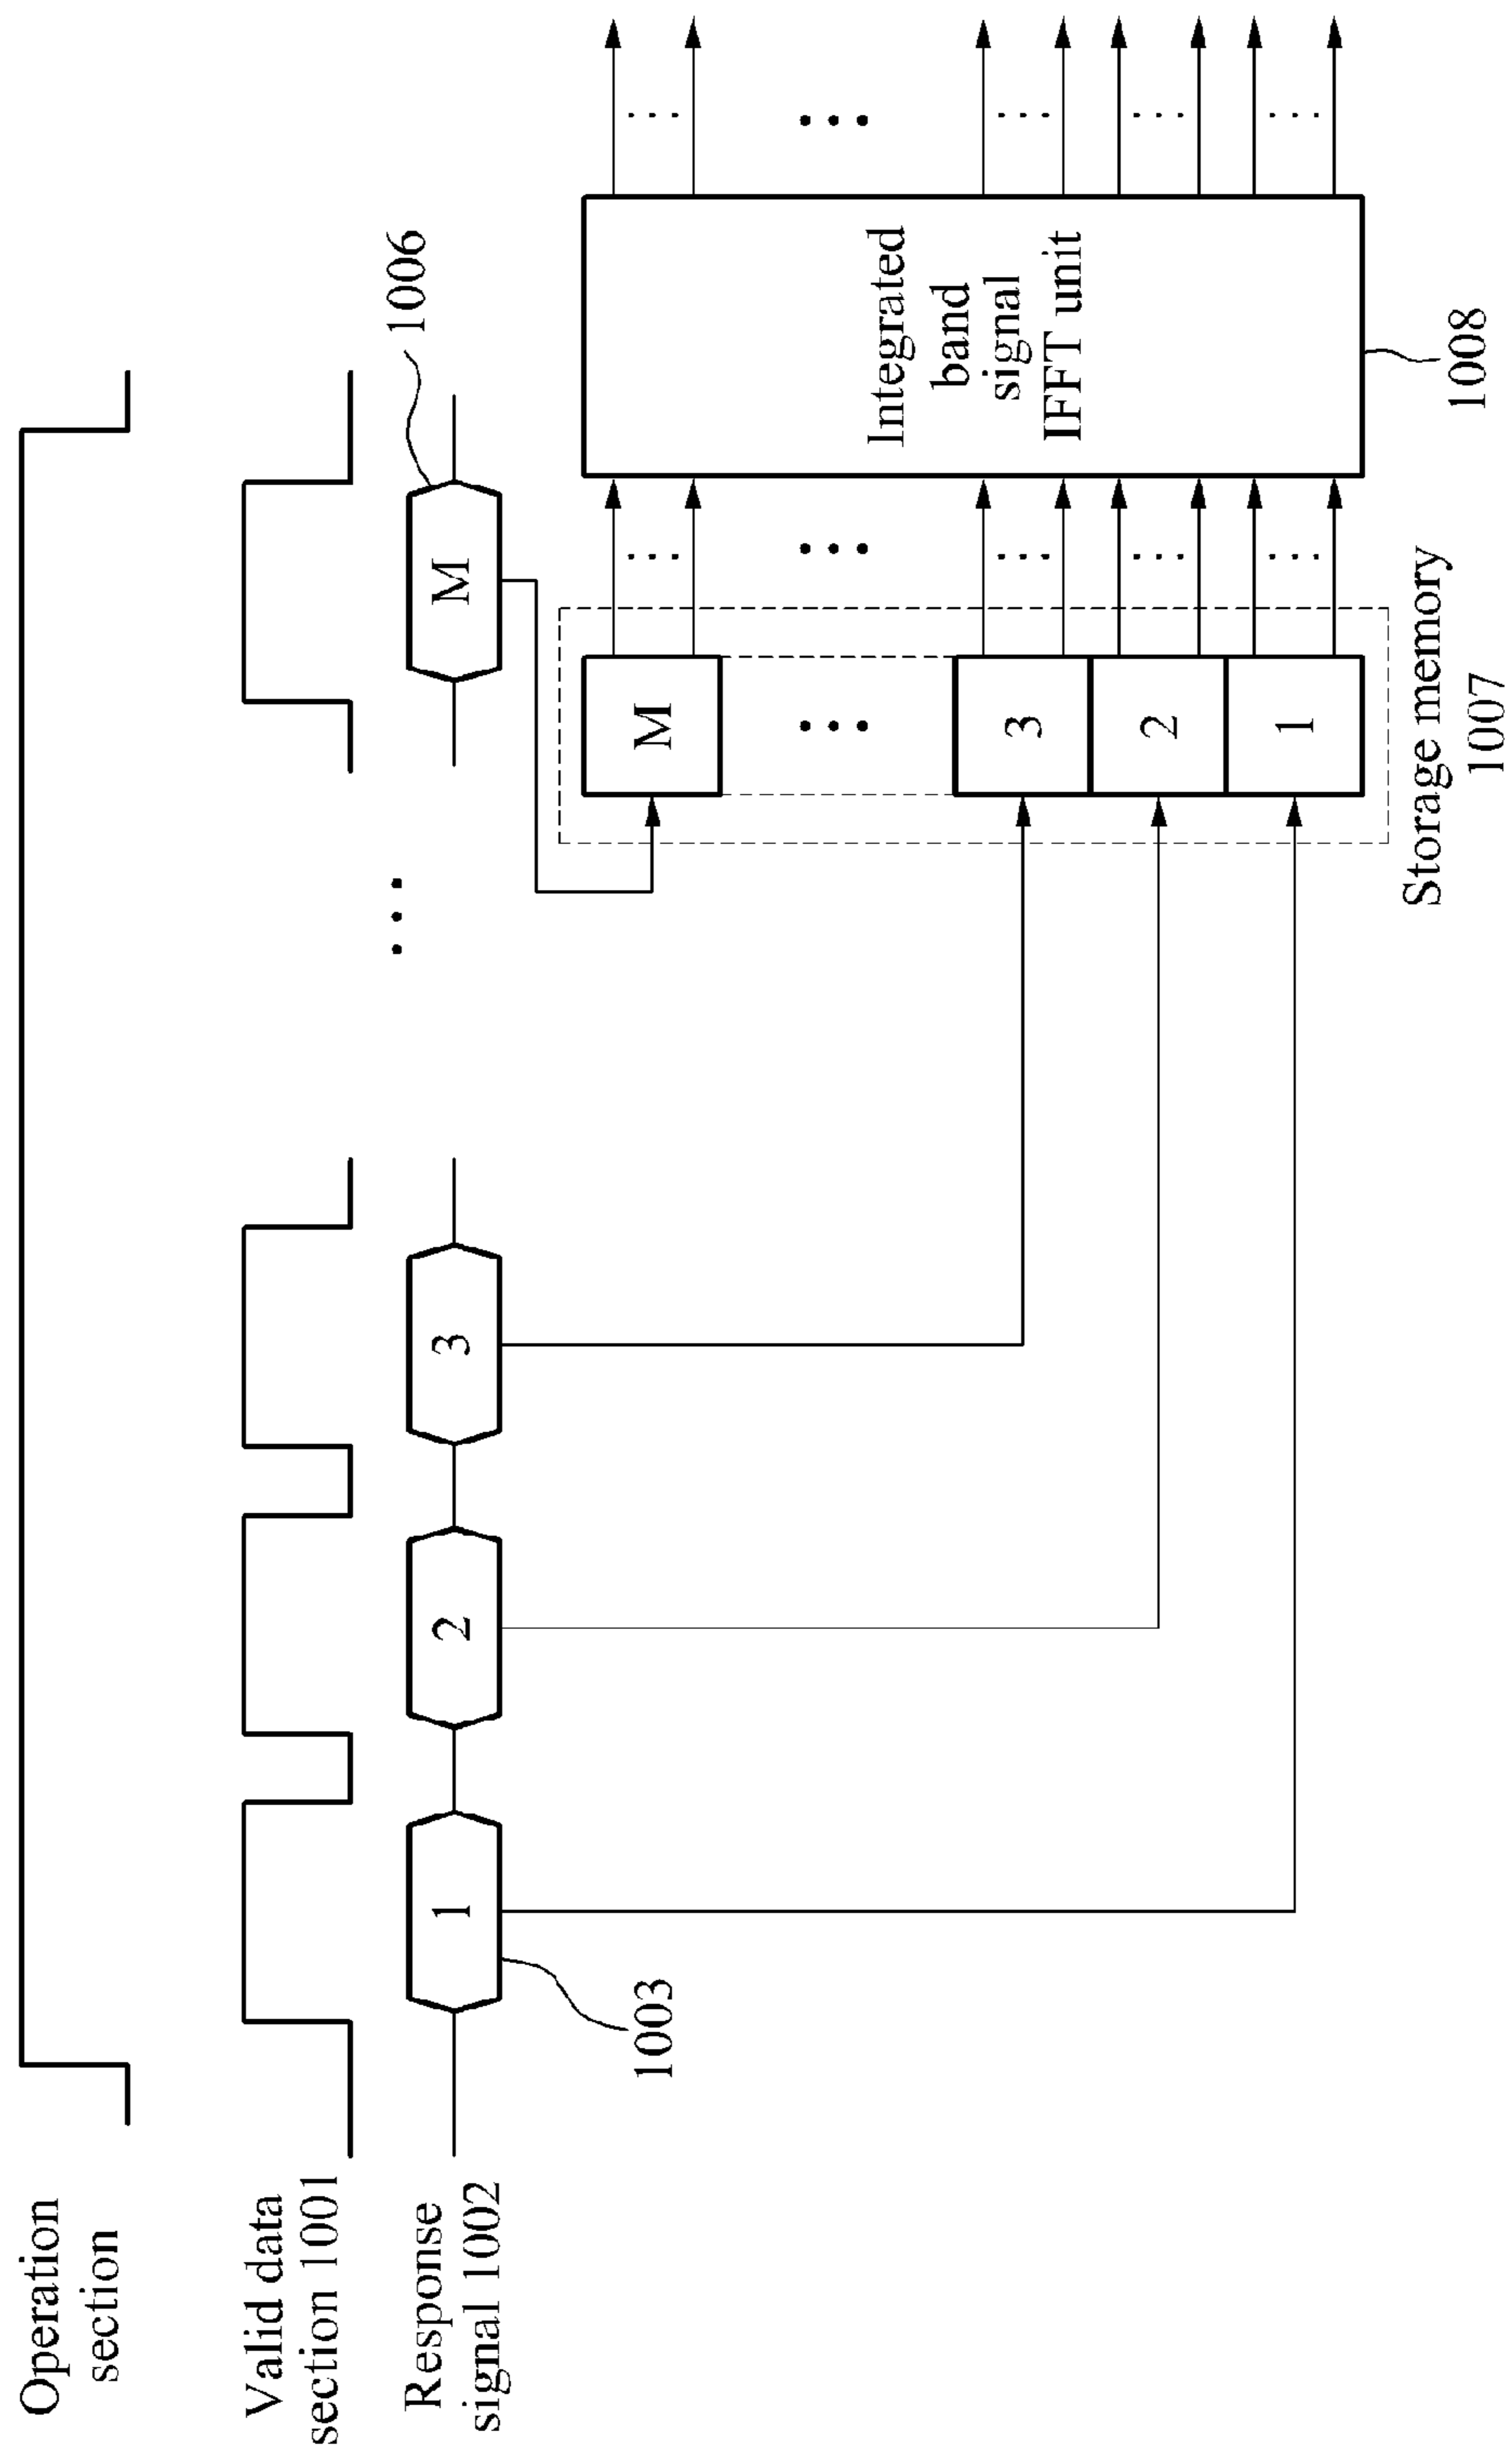 Operation
section
Valid data
section 1001
Response
signal 1002
1
2
3
M
1003
1006
M
3
2
1
Storage memory
1007
Integrated
band
signal
IFFT unit
1008